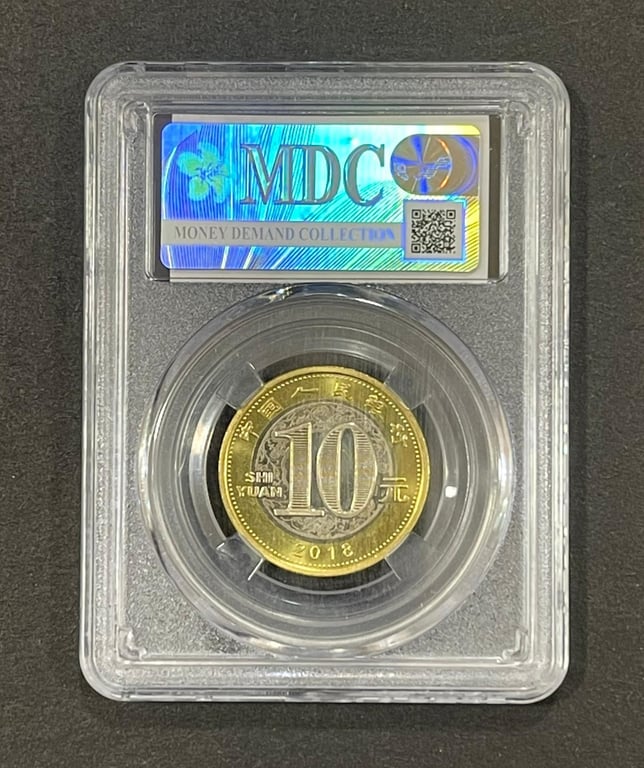 MDC
MONEY DEMAND COLLECTION
中国人民银行
10
SHI
YUAN
元
2018